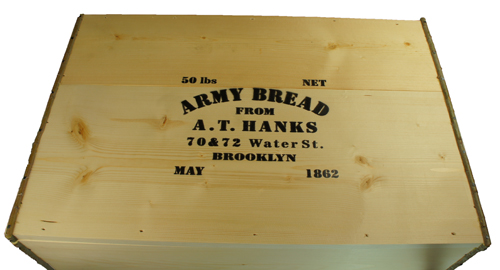 50 lbs NET
ARMY BREAD
FROM
A.T. HANKS
70 & 72 Water St.
BROOKLYN
MAY 1862